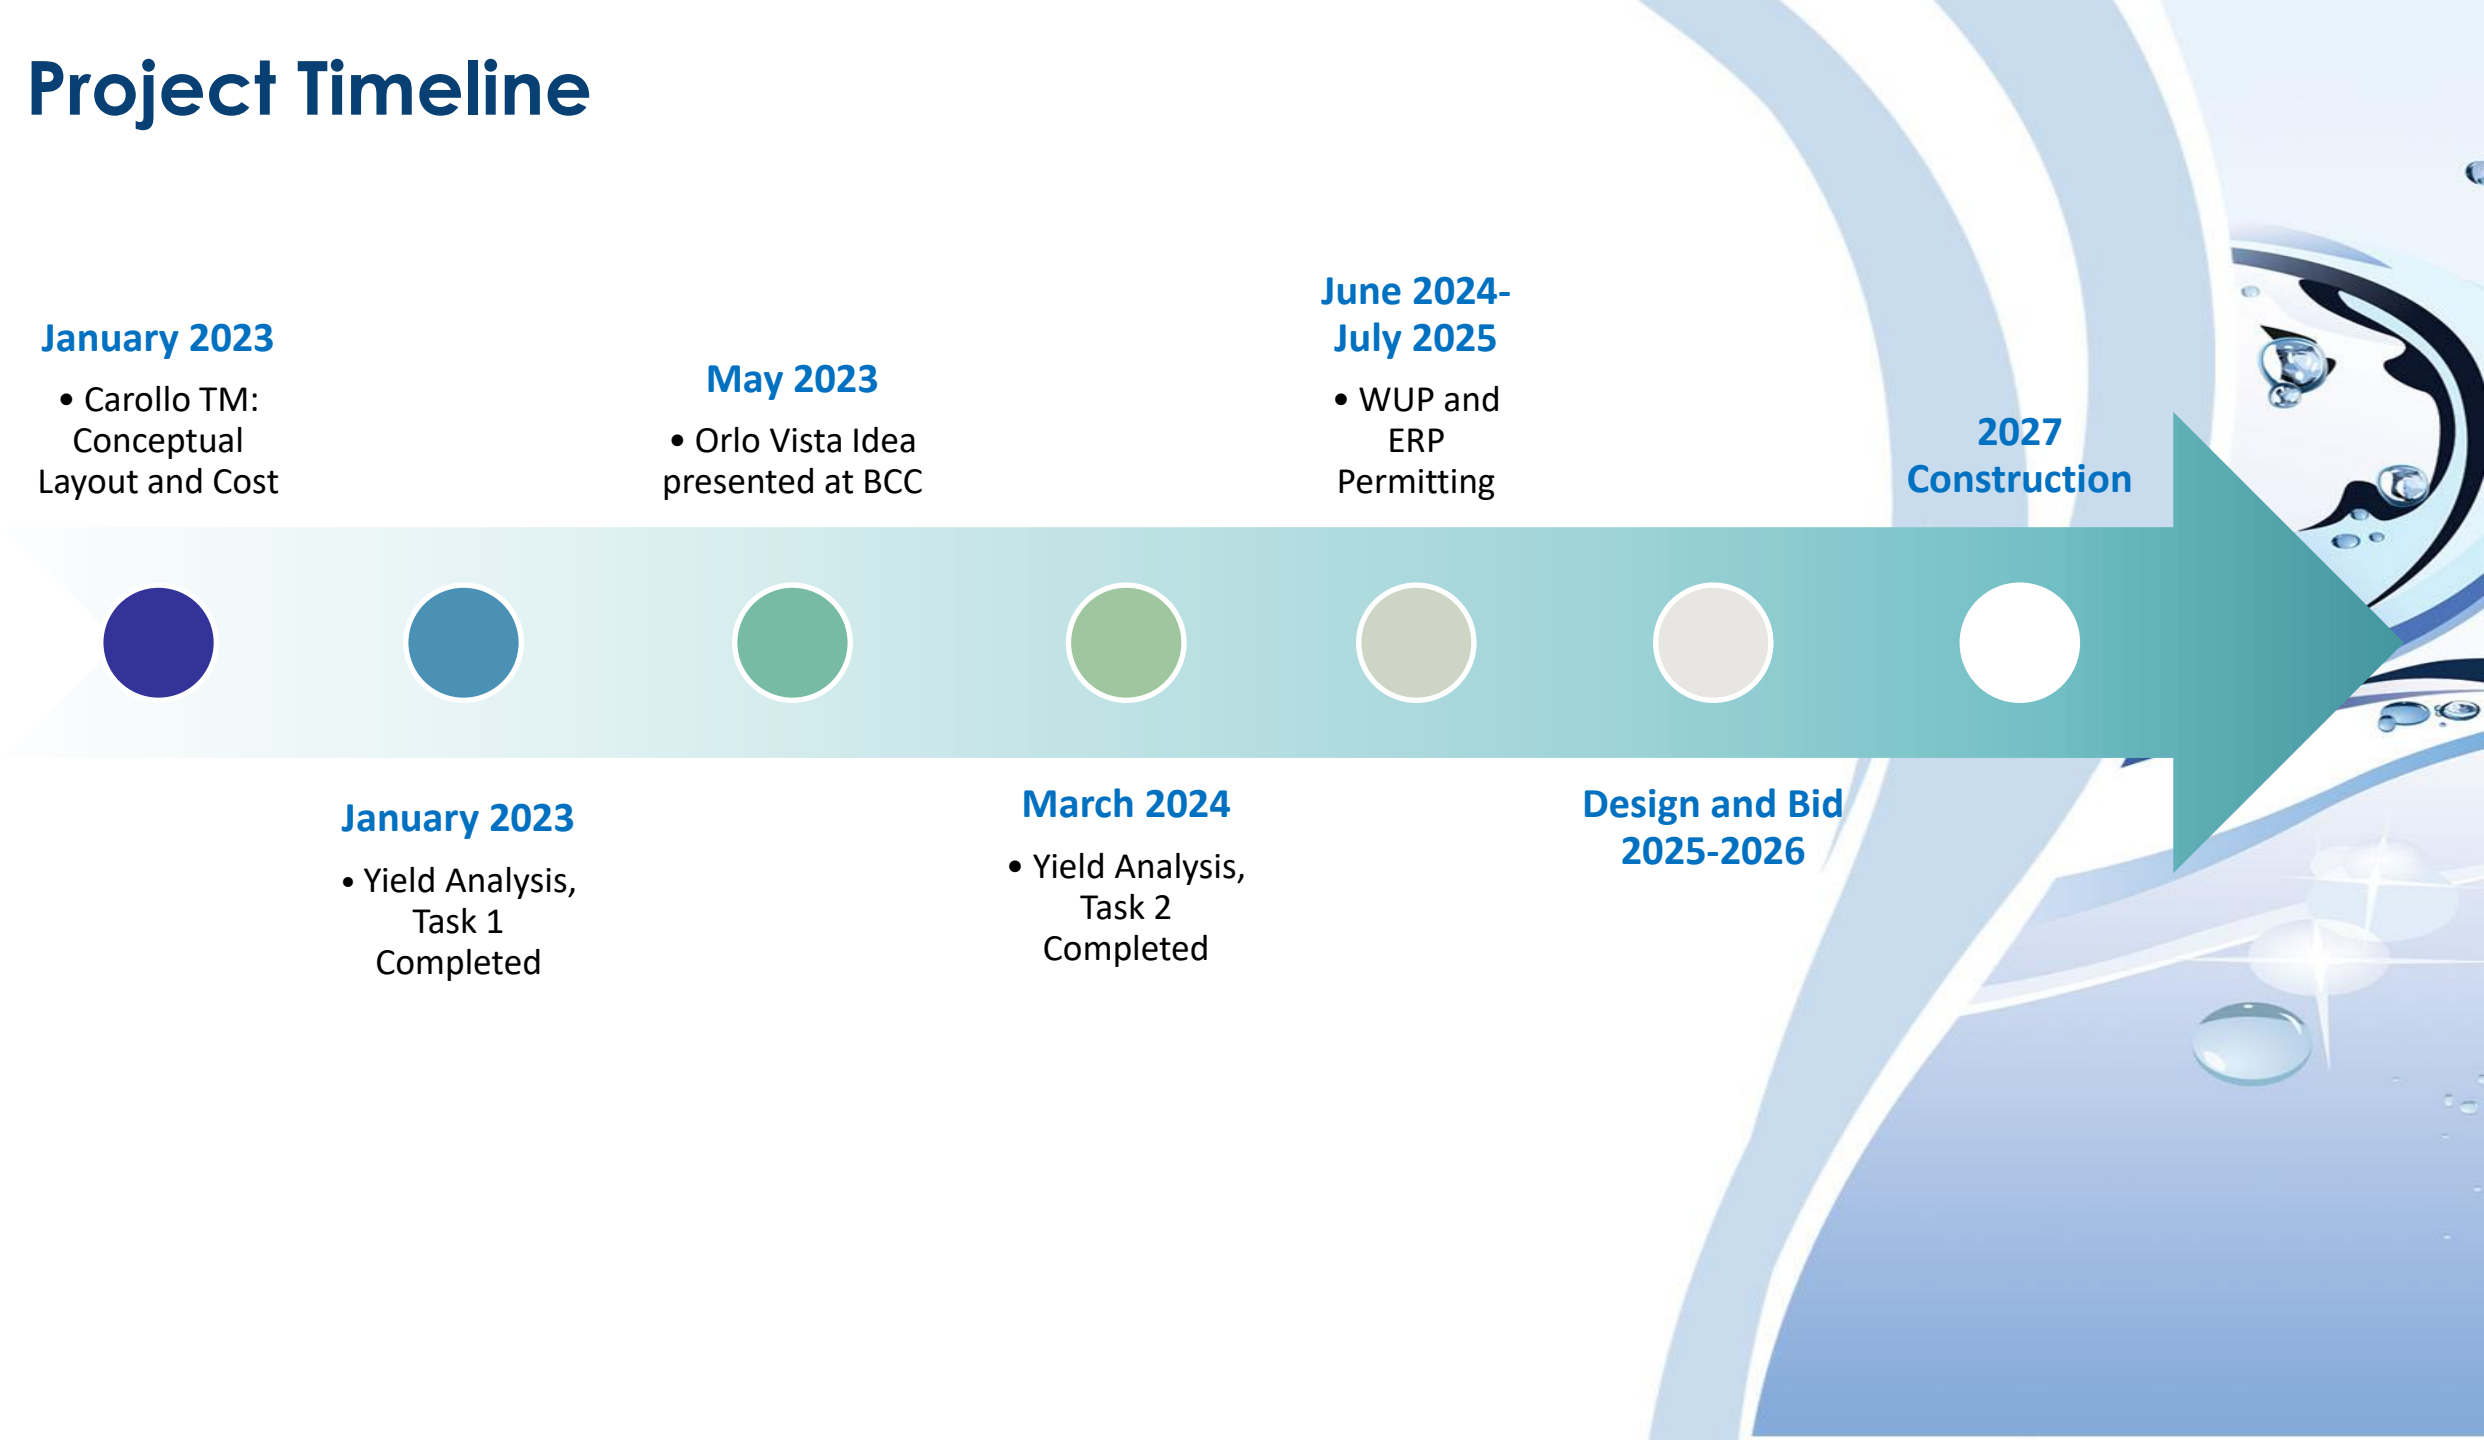 Project Timeline
January 2023
• Carollo TM:
Conceptual
Layout and Cost
January 2023
• Yield Analysis,
Task 1
Completed
May 2023
• Orlo Vista Idea
presented at BCC
March 2024
• Yield Analysis,
Task 2
Completed
June 2024-
July 2025
• WUP and
ERP
Permitting
Design and Bid
2025-2026
2027
Construction